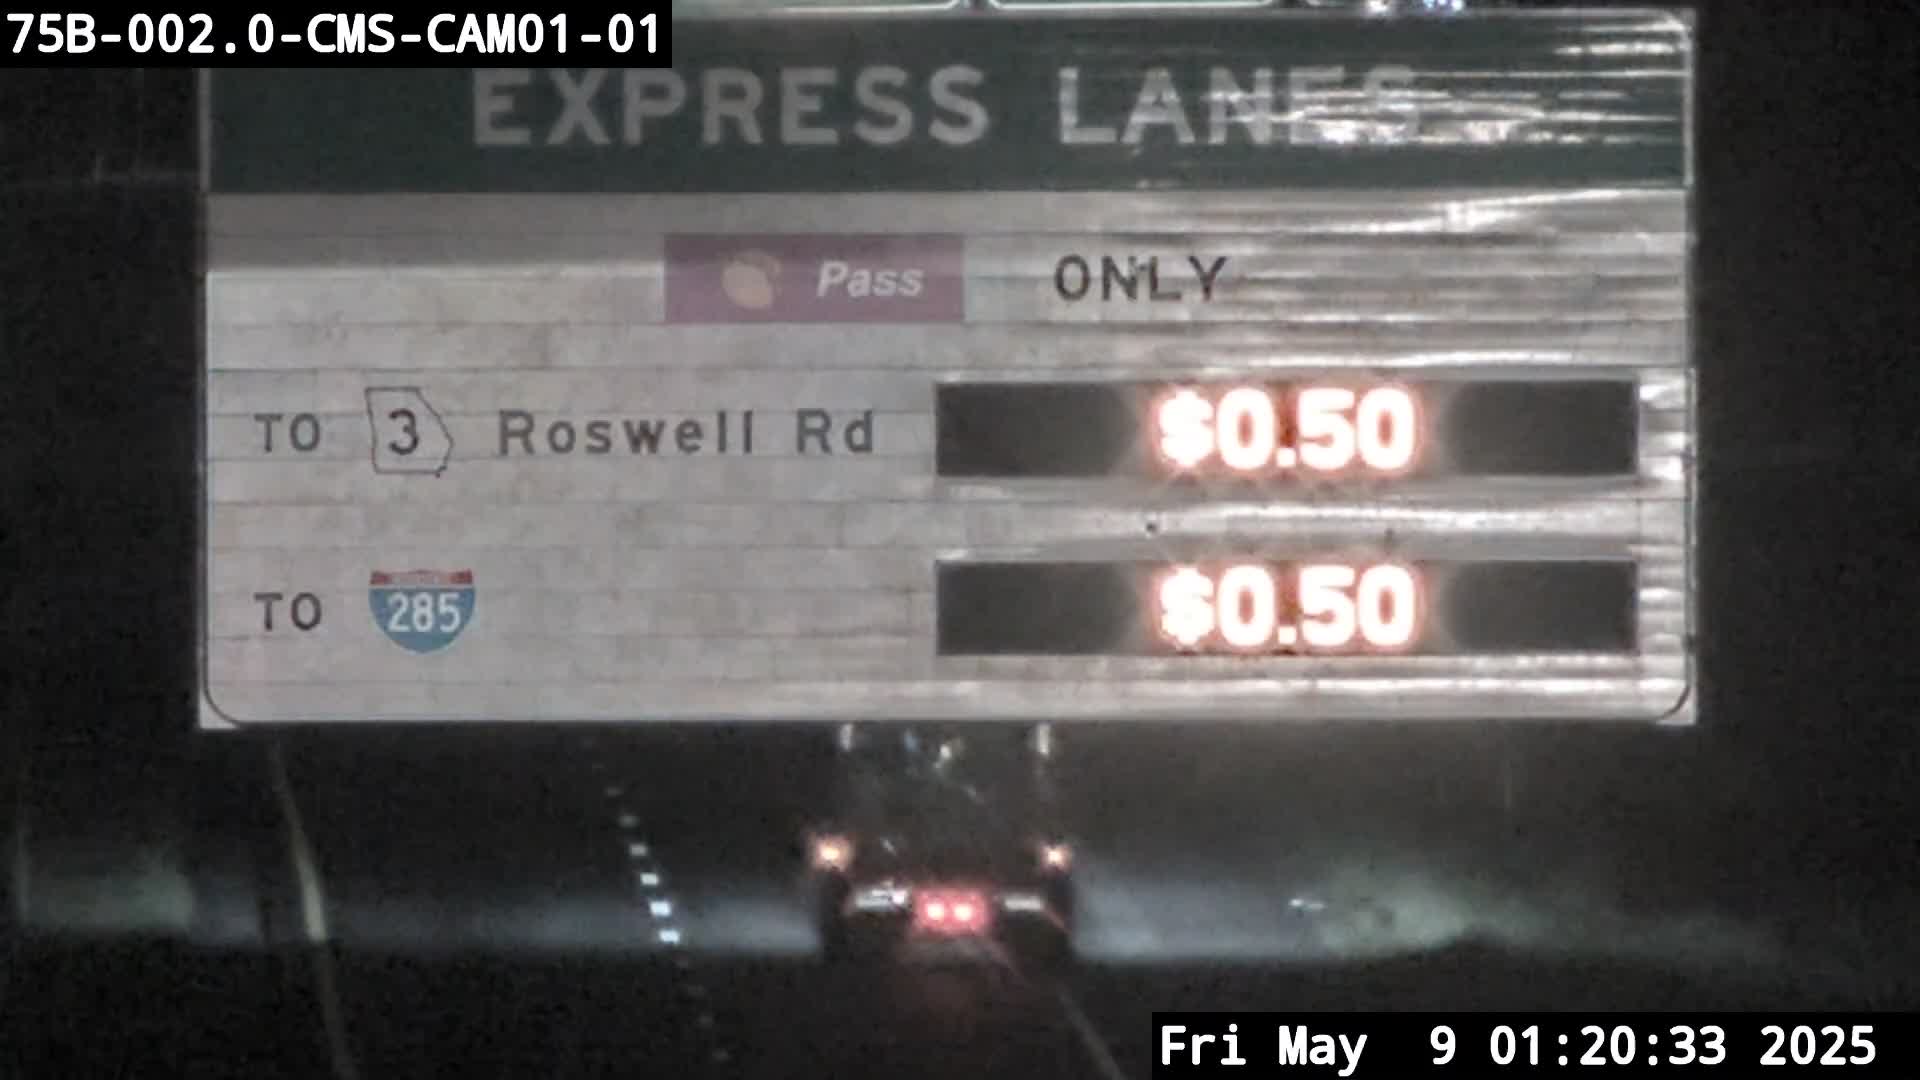 75B-002.0-CMS-CAM01-01
EXPRESS LANES
Pass ONLY
TO 3 Roswell Rd $0.50
TO 285 $0.50
Fri May 9 01:20:33 2025